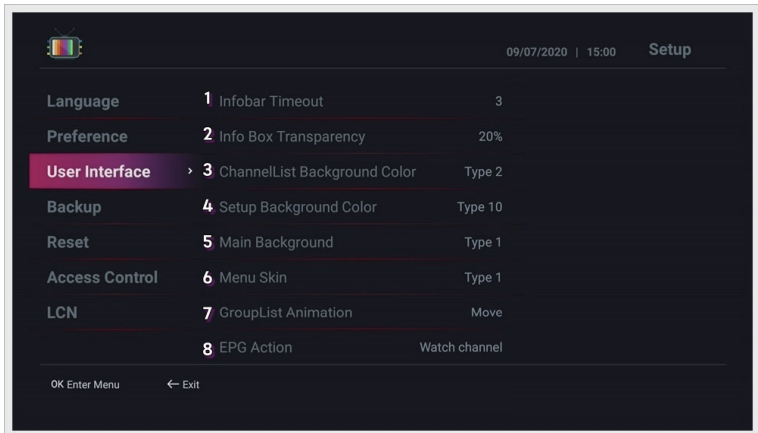 09/07/2020 | 15:00 Setup
Language
Preference
User Interface ›
Backup
Reset
Access Control
LCN
1 Infobar Timeout 3
2 Info Box Transparency 20%
3 ChannelList Background Color Type 2
4 Setup Background Color Type 10
5 Main Background Type 1
6 Menu Skin Type 1
7 GroupList Animation Move
8 EPG Action Watch channel
OK Enter Menu ← Exit